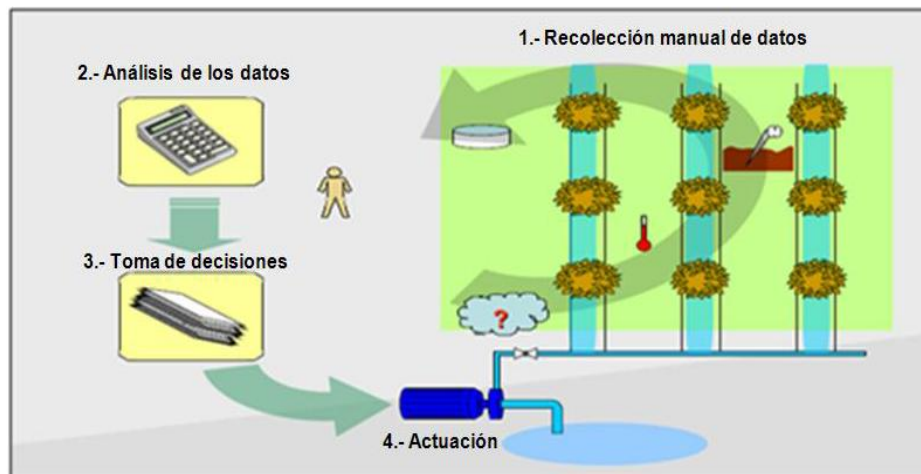 1.- Recolección manual de datos
2.- Análisis de los datos
3.- Toma de decisiones
?
4.- Actuación